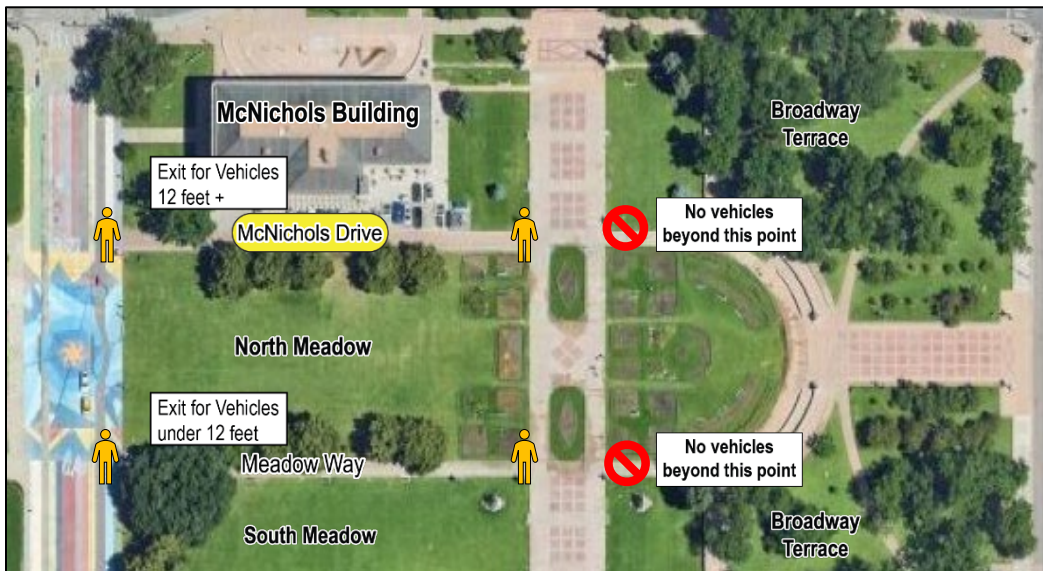 McNichols Building
Broadway
Terrace
Exit for Vehicles
12 feet +
McNichols Drive
No vehicles
beyond this point
North Meadow
Exit for Vehicles
under 12 feet
Meadow Way
No vehicles
beyond this point
South Meadow
Broadway
Terrace